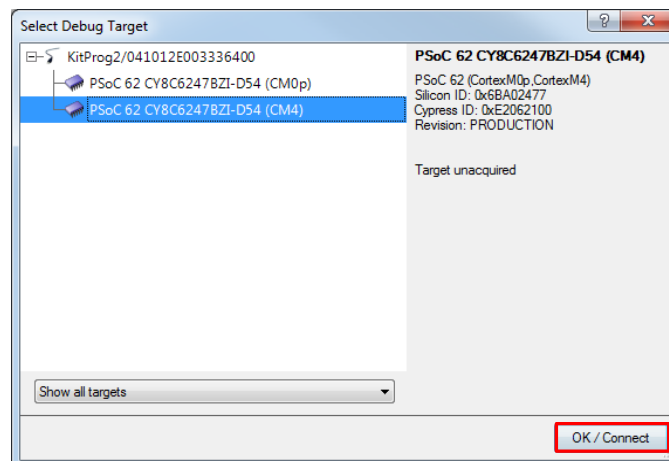 Select Debug Target
KitProg2/041012E003336400
PSoC 62 CY8C6247BZI-D54 (CM0p)
PSoC 62 CY8C6247BZI-D54 (CM4)
PSoC 62 CY8C6247BZI-D54 (CM4)
PSoC 62 (CortexM0p,CortexM4)
Silicon ID: 0x6BA02477
Cypress ID: 0xE2062100
Revision: PRODUCTION
Target unacquired
Show all targets
OK / Connect